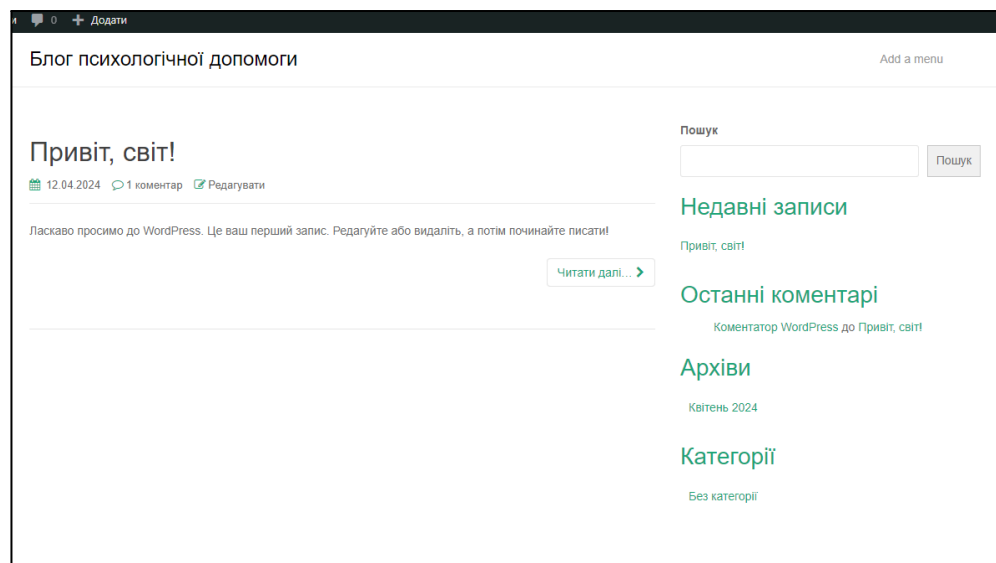 и 0 Додати
Блог психологічної допомоги
Add a menu
Привіт, світ!
12.04.2024 1 коментар Редагувати
Ласкаво просимо до WordPress. Це ваш перший запис. Редагуйте або видаліть, а потім починайте писати!
Читати далі...
Пошук
Пошук
Недавні записи
Привіт, світ!
Останні коментарі
Коментатор WordPress до Привіт, світ!
Архіви
Квітень 2024
Категорії
Без категорії